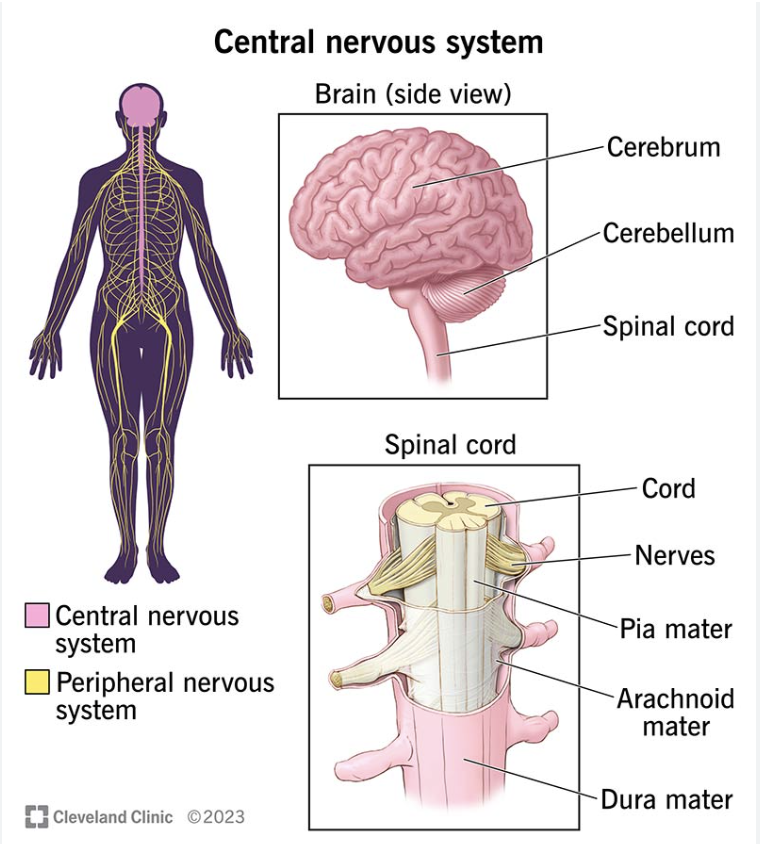 Central nervous system
Brain (side view)
Cerebrum
Cerebellum
Spinal cord
Spinal cord
Cord
Nerves
Pia mater
Arachnoid
mater
Dura mater
Central nervous
system
Peripheral nervous
system
Cleveland Clinic ©2023